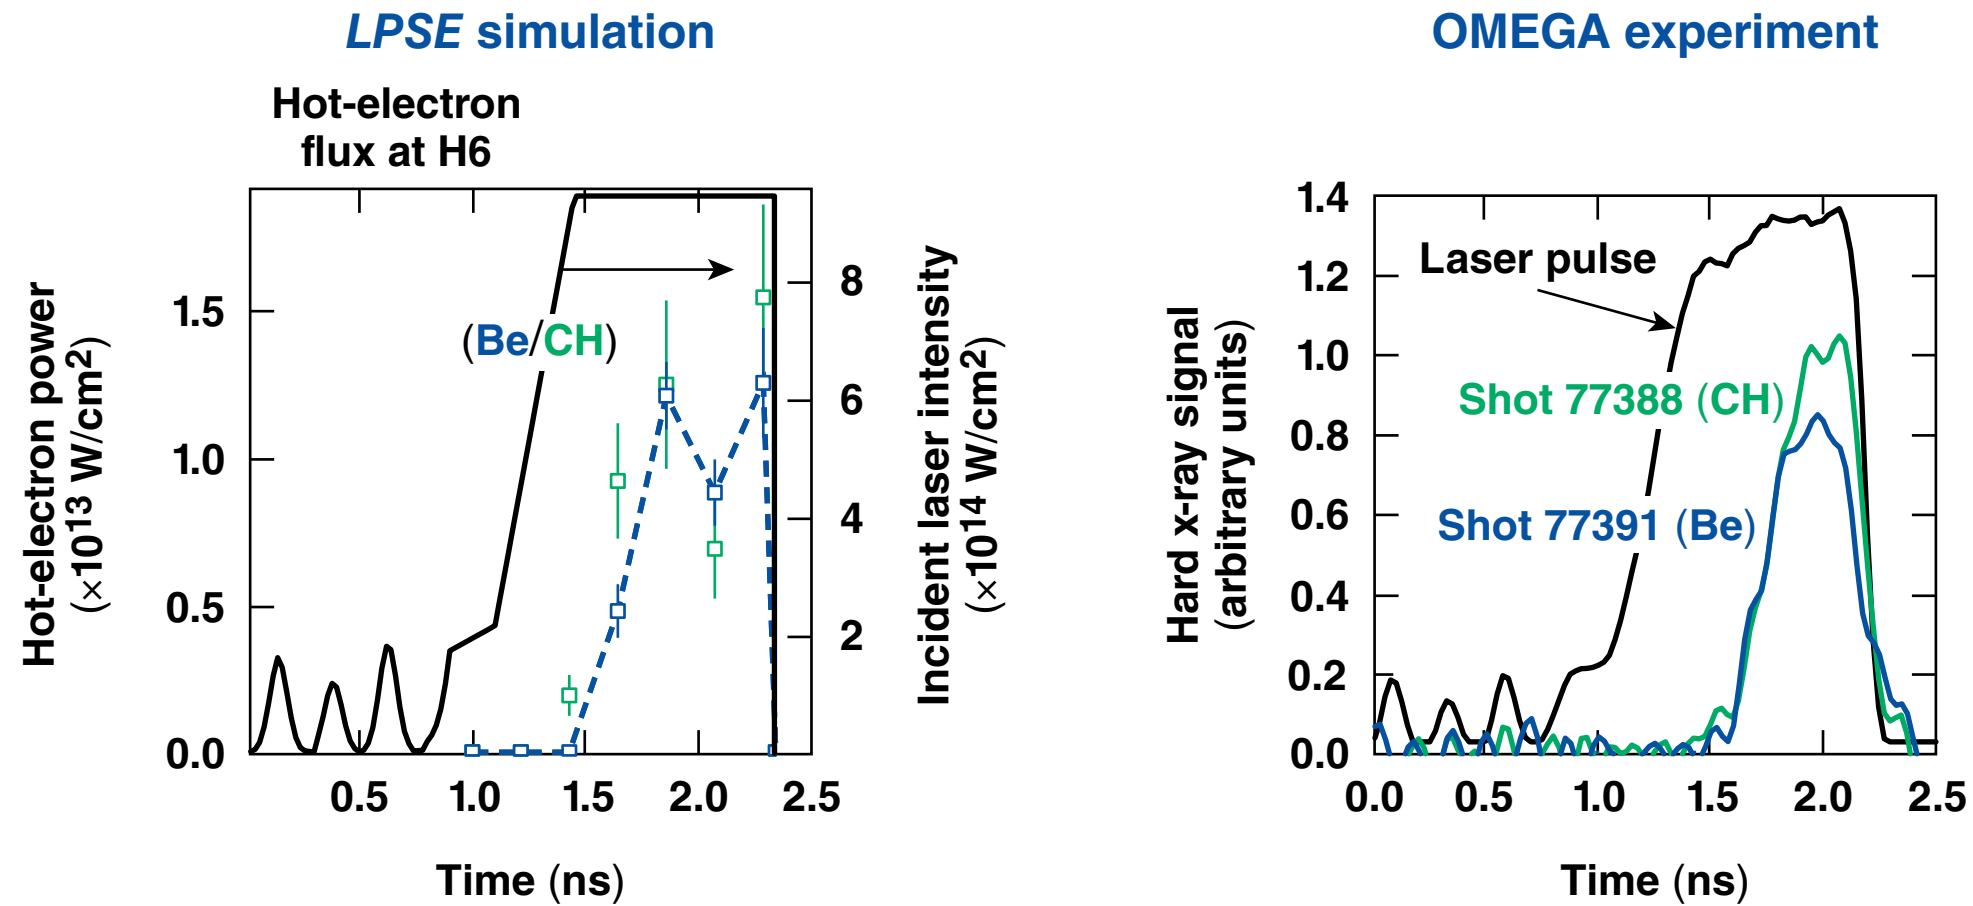 LPSE simulation
Hot-electron
flux at H6
Hot-electron power
(×10¹³ W/cm²)
1.5
1.0
0.5
0.0
(Be/CH)
8
6
4
2
Incident laser intensity
(×10¹⁴ W/cm²)
0.5 1.0 1.5 2.0 2.5
Time (ns)
OMEGA experiment
Hard x-ray signal
(arbitrary units)
1.4
1.2
1.0
0.8
0.6
0.4
0.2
0.0
Laser pulse
Shot 77388 (CH)
Shot 77391 (Be)
0.0 0.5 1.0 1.5 2.0 2.5
Time (ns)